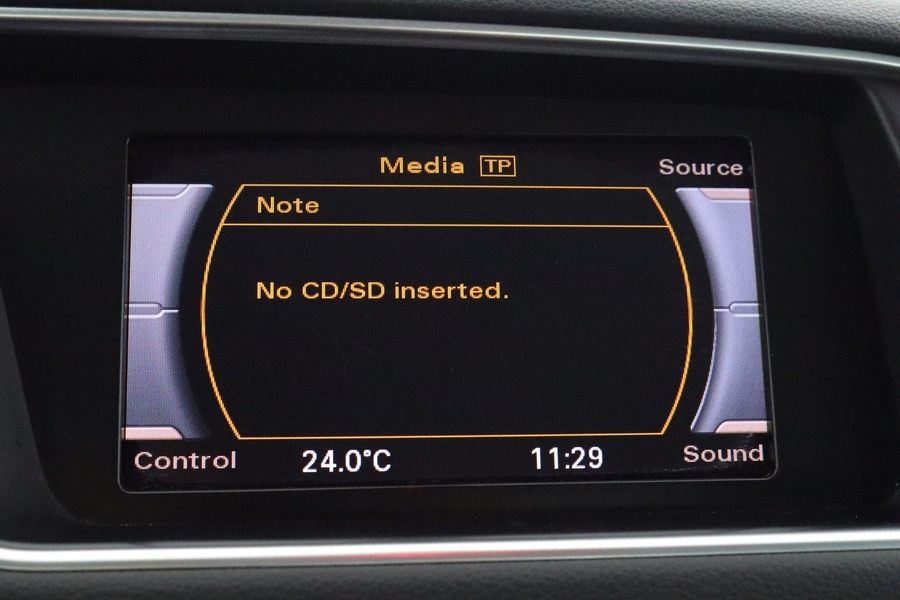 Media TP
Source
Note
No CD/SD inserted.
Control
24.0°C
11:29
Sound